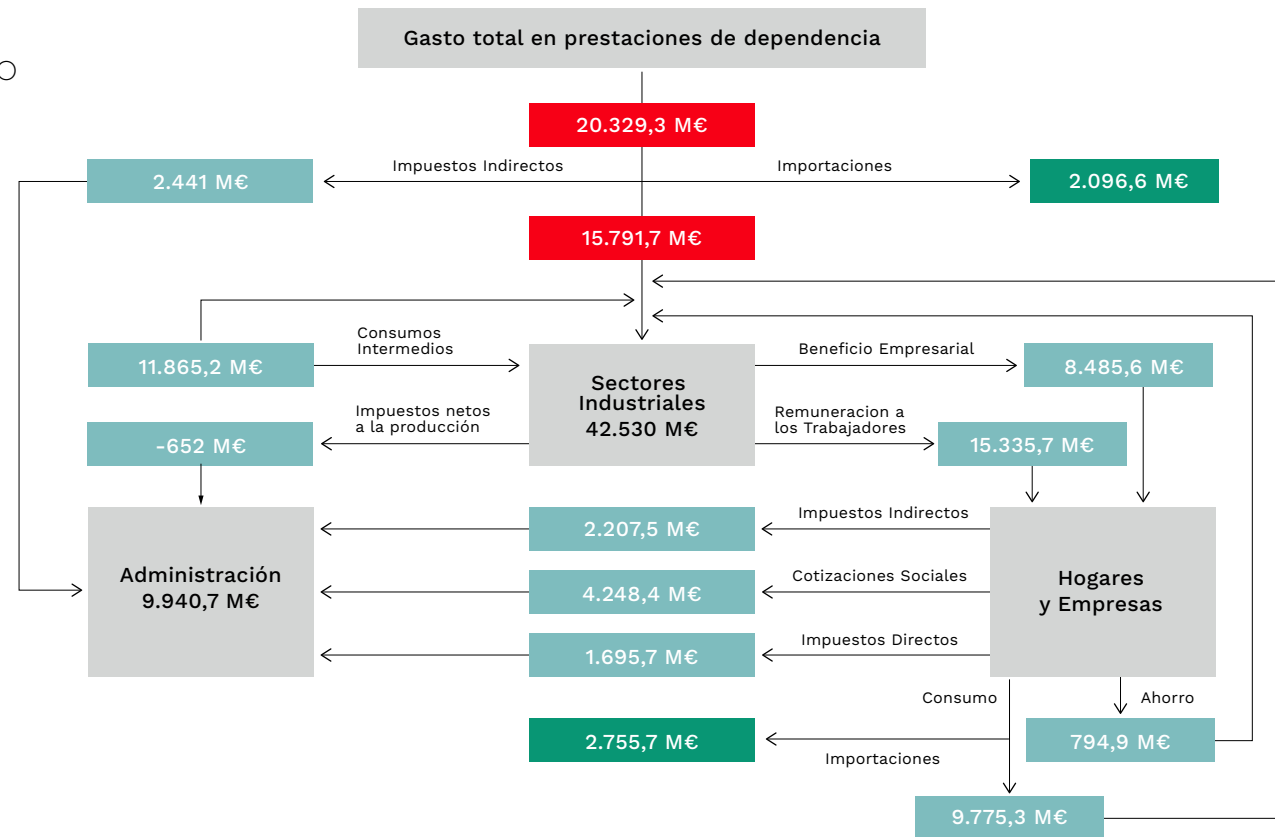 Gasto total en prestaciones de dependencia
o
20.329,3 M€
Impuestos Indirectos
Importaciones
2.441 M€
2.096,6 M€
15.791,7 M€
Consumos
Intermedios
Beneficio Empresarial
11.865,2 M€
8.485,6 M€
Sectores
Industriales
42.530 M€
Impuestos netos
a la producción
Remuneracion a
los Trabajadores
-652 M€
15.335,7 M€
Impuestos Indirectos
2.207,5 M€
Administración
9.940,7 M€
Cotizaciones Sociales
4.248,4 M€
Hogares
y Empresas
Impuestos Directos
1.695,7 M€
Consumo
Ahorro
2.755,7 M€
Importaciones
794,9 M€
9.775,3 M€